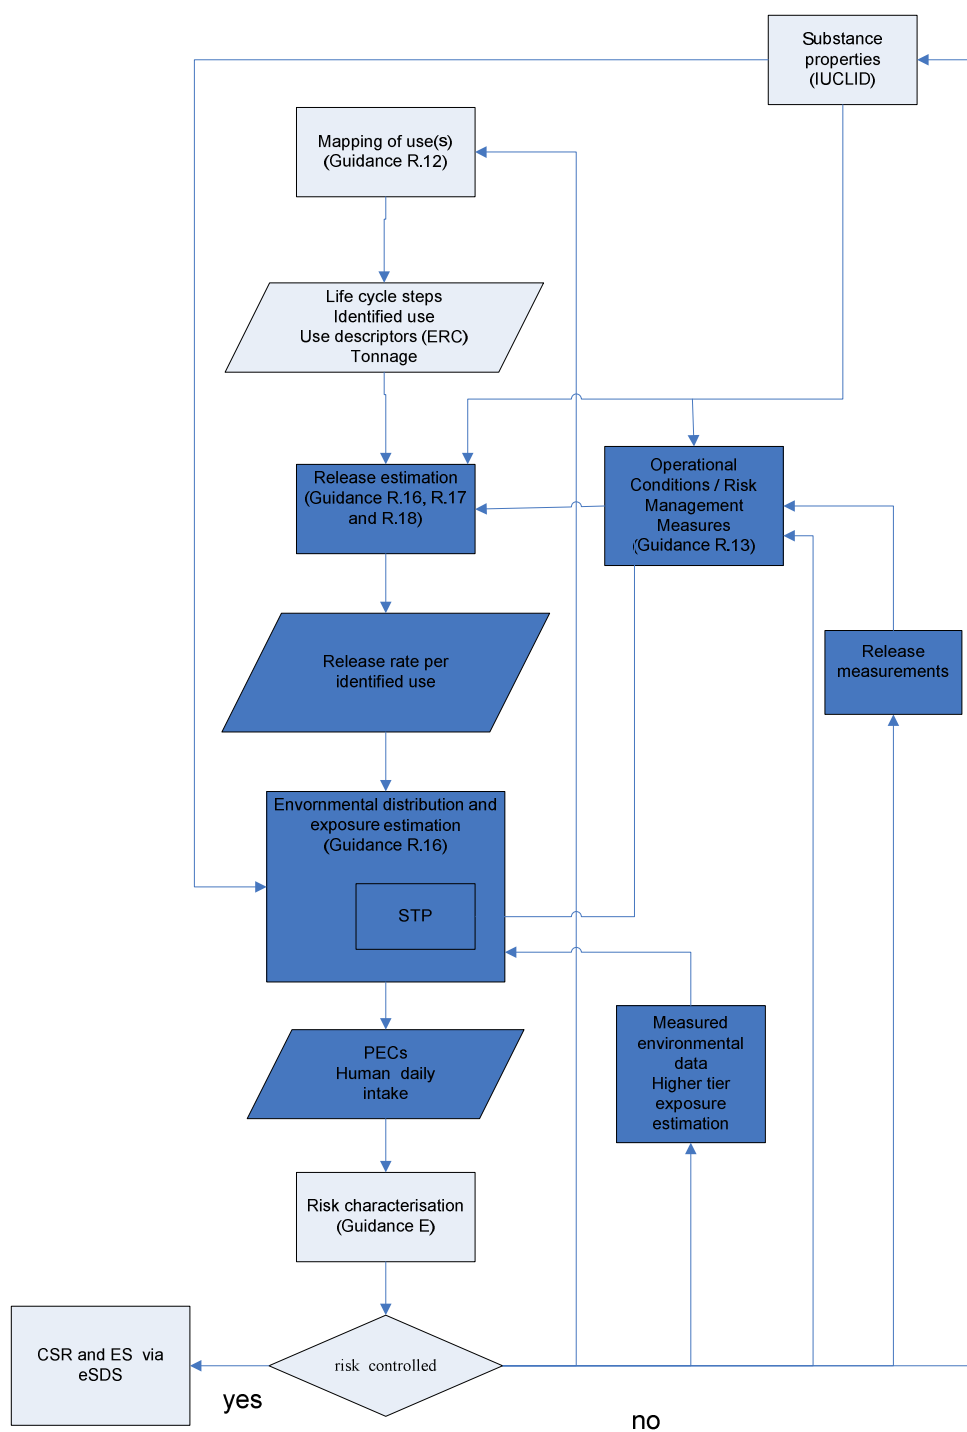 Substance
properties
(IUCLID)
Mapping of use(s)
(Guidance R.12)
Life cycle steps
Identified use
Use descriptors (ERC)
Tonnage
Release estimation
(Guidance R.16, R.17
and R.18)
Operational
Conditions / Risk
Management
Measures
(Guidance R.13)
Release rate per
identified use
Release
measurements
Envornmental distribution and
exposure estimation
(Guidance R.16)
STP
PECs
Human daily
intake
Measured
environmental
data
Higher tier
exposure
estimation
Risk characterisation
(Guidance E)
CSR and ES via
eSDS
risk controlled
yes
no